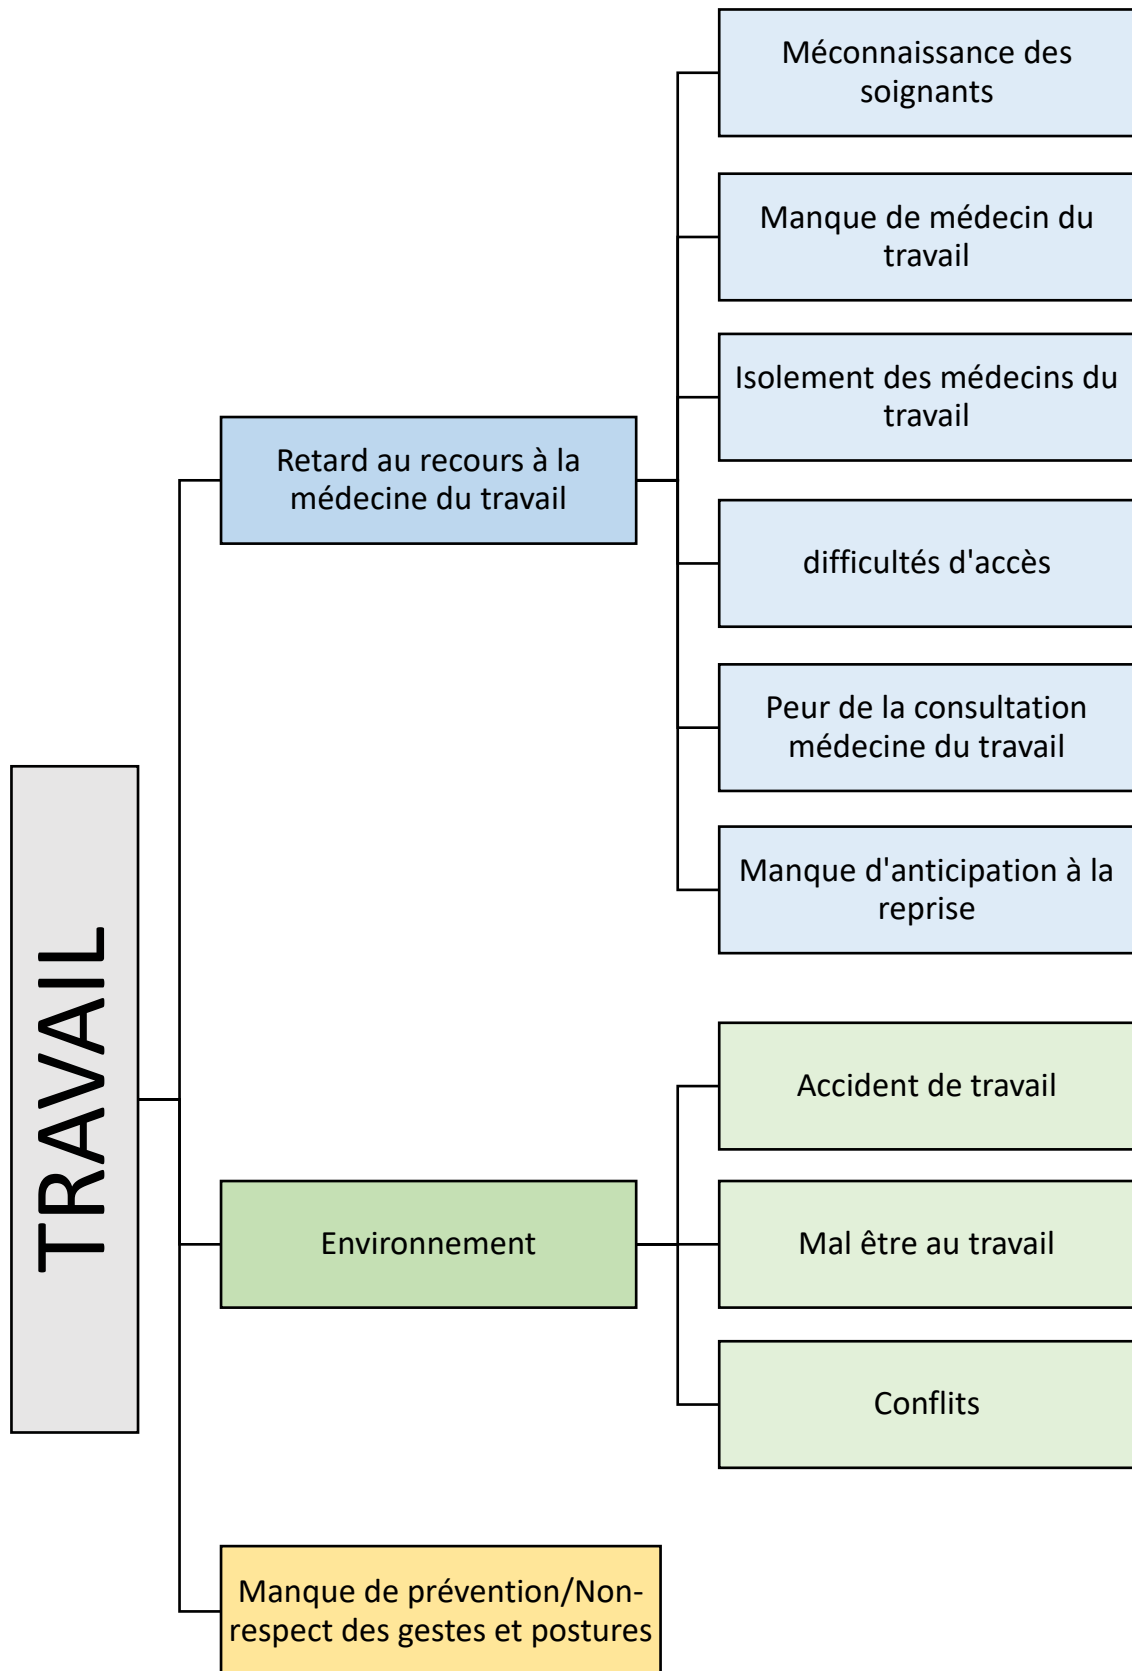 Méconnaissance des
soignants
Manque de médecin du
travail
Isolement des médecins du
travail
Retard au recours à la
médecine du travail
difficultés d'accès
Peur de la consultation
médecine du travail
Manque d'anticipation à la
reprise
TRAVAIL
Accident de travail
Environnement
Mal être au travail
Conflits
Manque de prévention/Non-
respect des gestes et postures